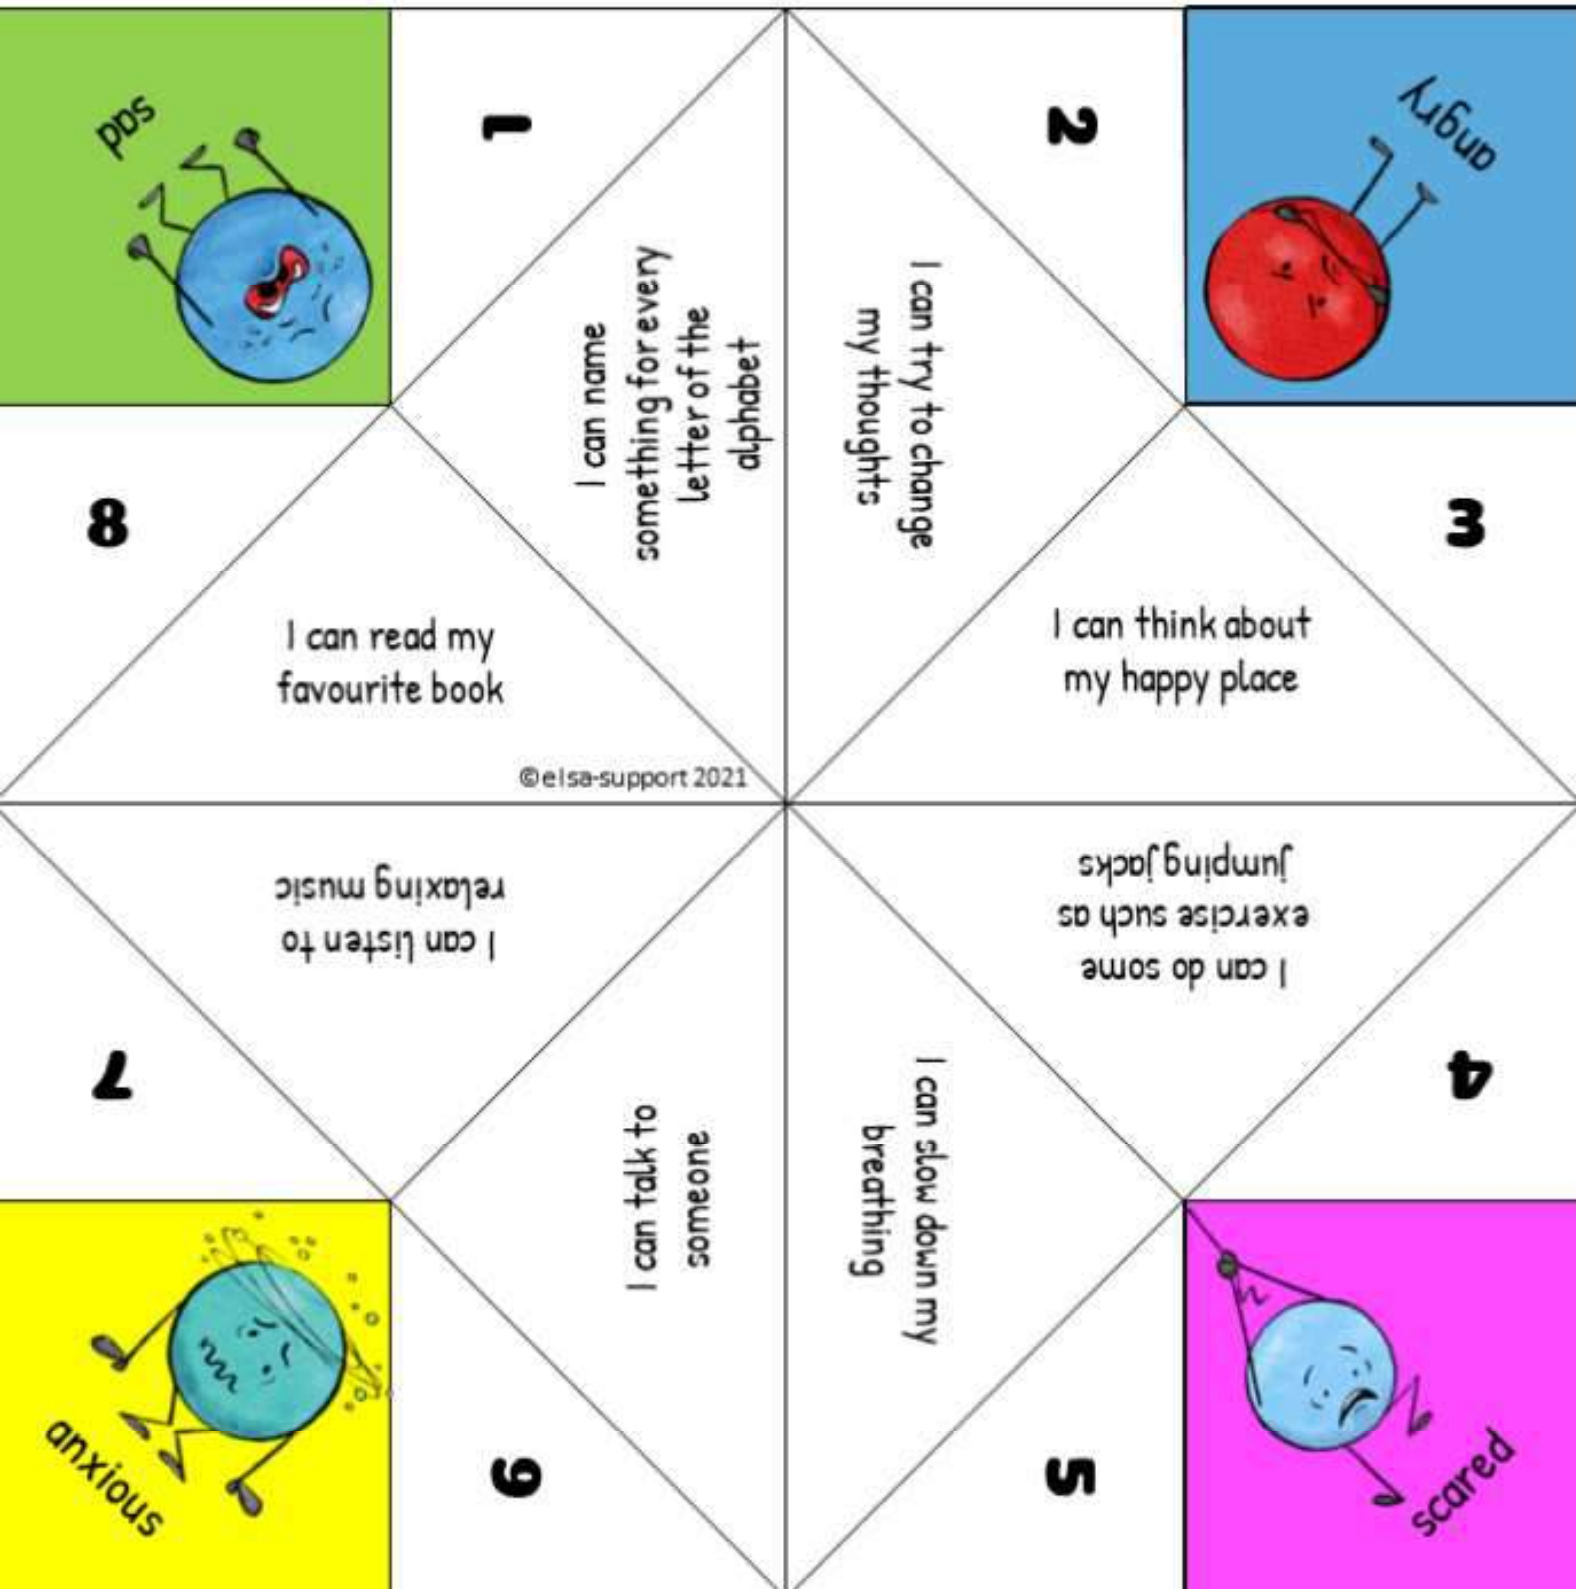 sad
1
I can name
something for every
letter of the
alphabet
2
I can try to change
my thoughts
angry
8
I can read my
favourite book
3
I can think about
my happy place
©elsa-support 2021
7
I can listen to
relaxing music
4
I can do some
exercise such as
jumping jacks
anxious
6
I can talk to
someone
5
I can slow down my
breathing
scared